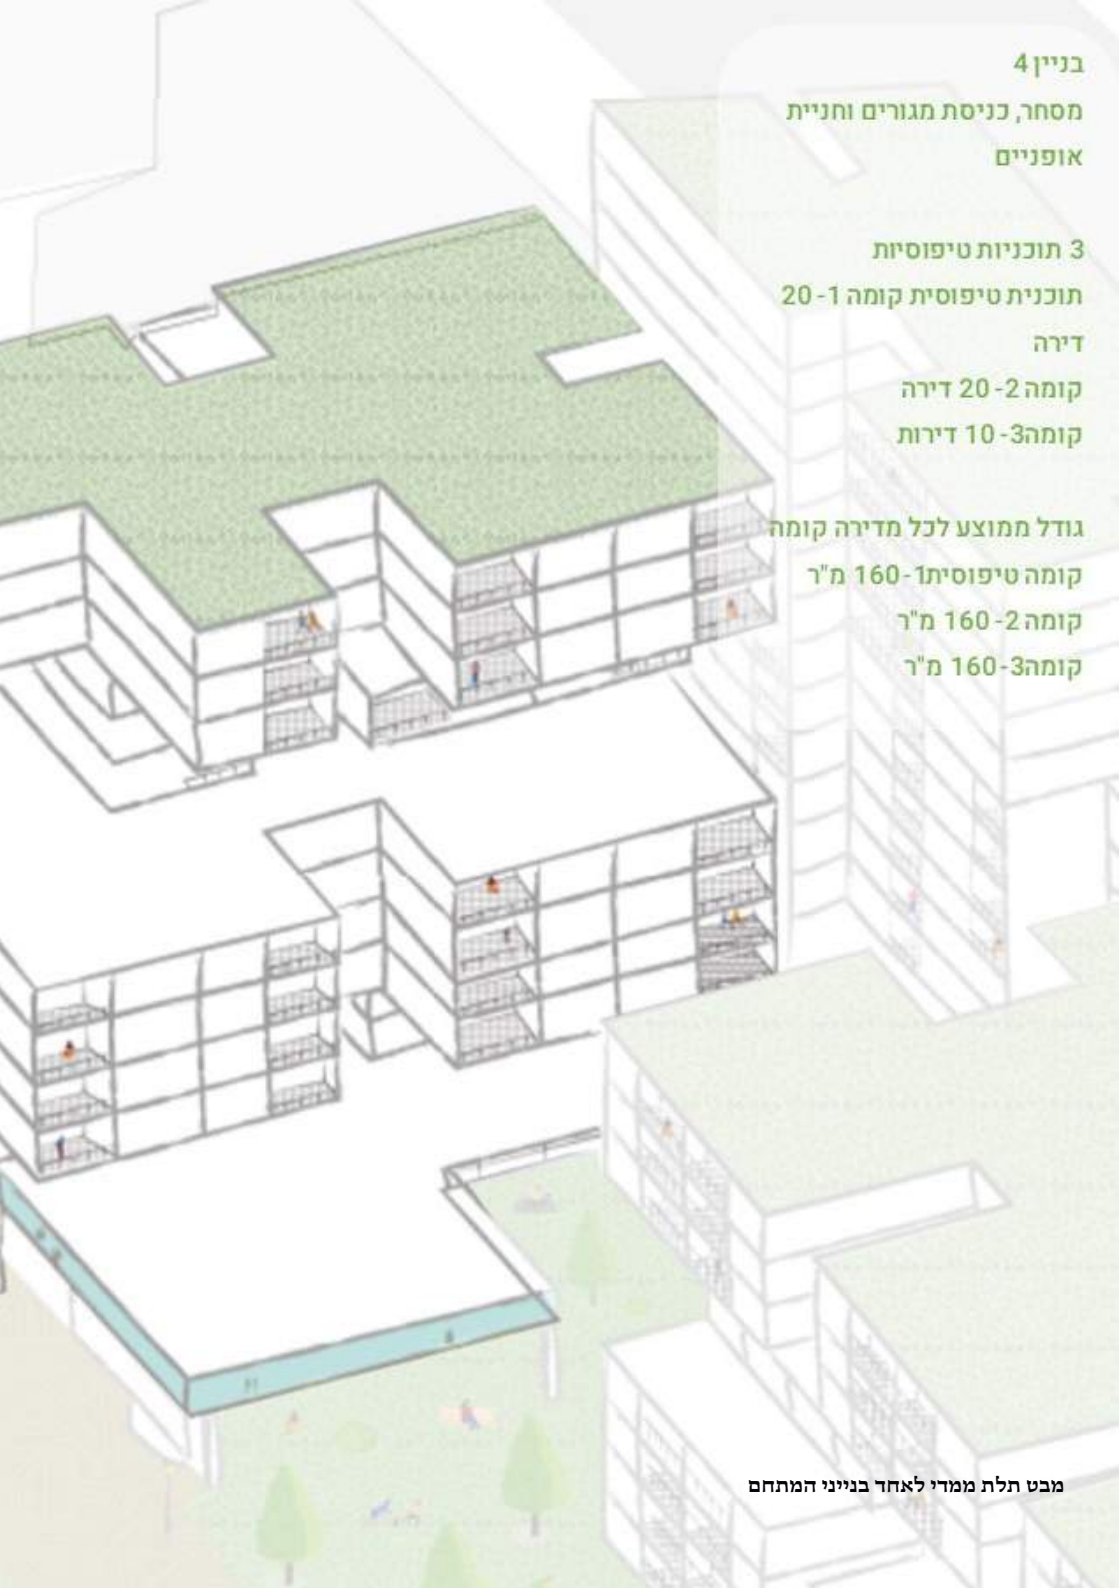 בניין 4
מסחר, כניסת מגורים וחניית
אופניים
3 תוכניות טיפוסיות
תוכנית טיפוסית קומה 1- 20
דירה
קומה 2- 20 דירה
קומה3- 10 דירות
גודל ממוצע לכל מדירה קומה
קומה טיפוסית1- 160 מ"ר
קומה 2- 160 מ"ר
קומה3- 160 מ"ר
מבט תלת ממדי לאחד בנייני המתחם